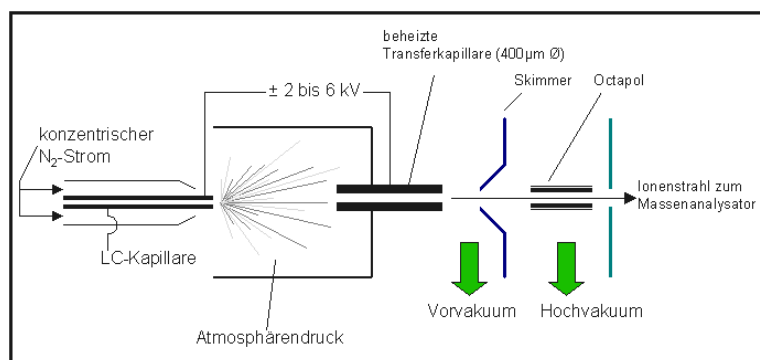 beheizte
Transferkapillare (400µm Ø)
Skimmer
Octapol
± 2 bis 6 kV
konzentrischer
N₂-Strom
Ionenstrahl zum
Massenanalysator
LC-Kapillare
Vorvakuum
Hochvakuum
Atmosphärendruck